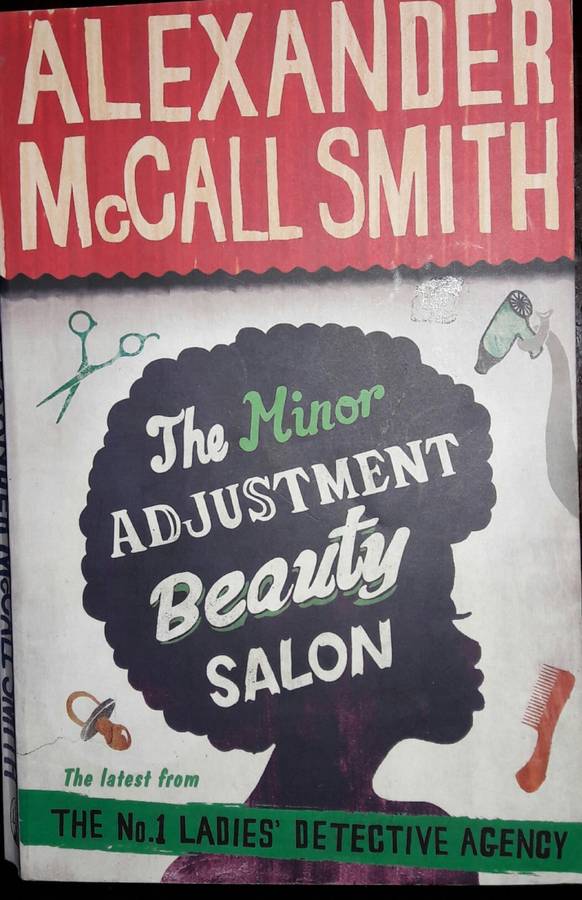 ALEXANDER
McCALL SMITH
The Minor
ADJUSTMENT
Beauty
SALON
The latest from
THE No.1 LADIES' DETECTIVE AGENCY